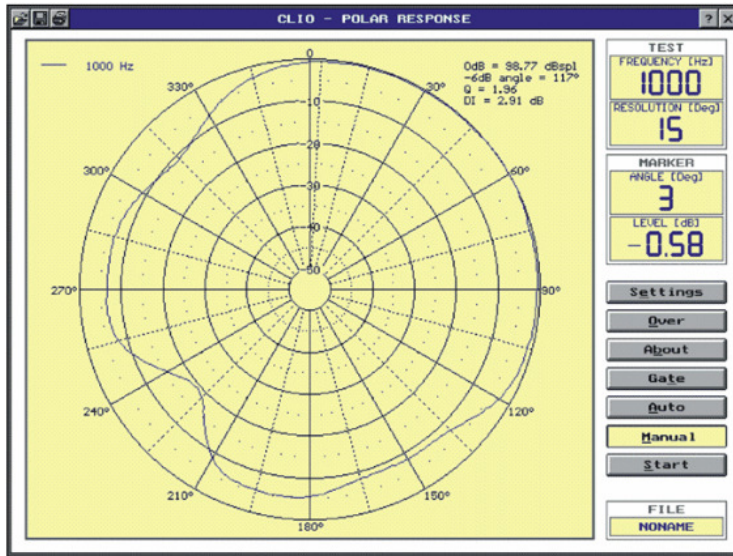 CLIO - POLAR RESPONSE
?
X
1000 Hz
0dB = 98.77 dBspl
-6dB angle = 117°
Q = 1.96
DI = 2.91 dB
0
30°
60°
90°
120°
150°
180°
210°
240°
270°
300°
330°
10
20
30
40
50
TEST
FREQUENCY [Hz]
1000
RESOLUTION [Deg]
15
MARKER
ANGLE [Deg]
3
LEVEL [dB]
-0.58
Settings
Over
About
Gate
Auto
Manual
Start
FILE
NONAME